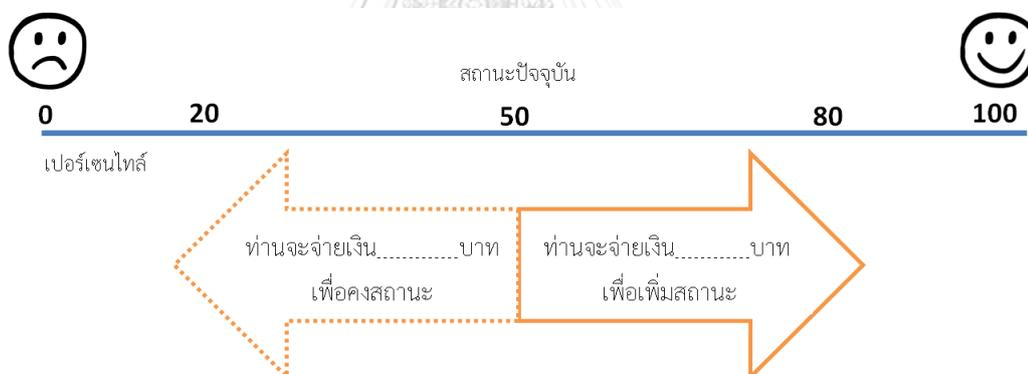 สถานะปัจจุบัน
0 20 50 80 100
เปอร์เซนไทล์
ท่านจะจ่ายเงิน............บาท
เพื่อคงสถานะ
ท่านจะจ่ายเงิน...........บาท
เพื่อเพิ่มสถานะ